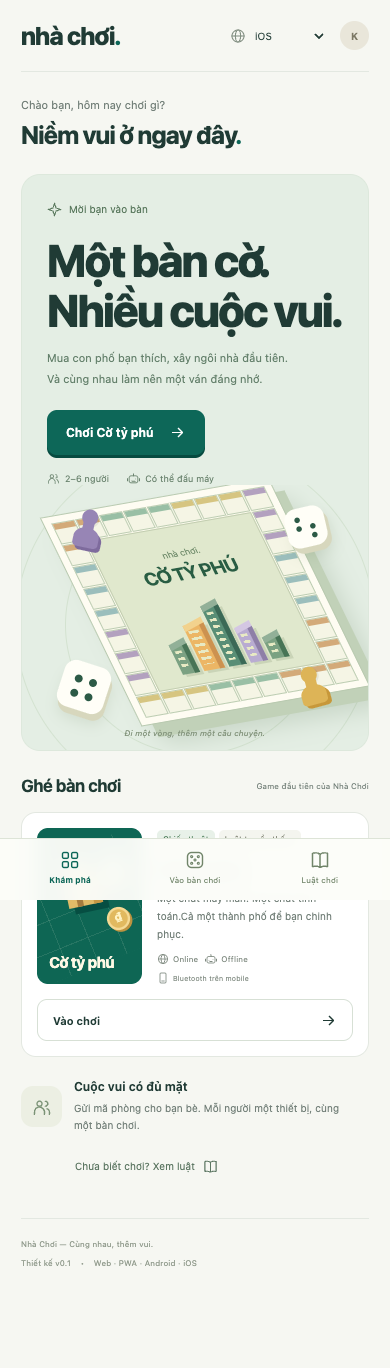 nhà chơi.
iOS
K
Chào bạn, hôm nay chơi gì?
Niềm vui ở ngay đây.
Mời bạn vào bàn
Một bàn cờ.
Nhiều cuộc vui.
Mua con phố bạn thích, xây ngôi nhà đầu tiên.
Và cùng nhau làm nên một ván đáng nhớ.
Chơi Cờ tỷ phú
2–6 người
Có thể đấu máy
nhà chơi.
CỜ TỶ PHÚ
Đi một vòng, thêm một câu chuyện.
Ghé bàn chơi
Game đầu tiên của Nhà Chơi
Khám phá
Vào bàn chơi
Luật chơi
toán.Cả một thành phố để bạn chinh
phục.
Cờ tỷ phú
Online
Offline
Bluetooth trên mobile
Vào chơi
Cuộc vui có đủ mặt
Gửi mã phòng cho bạn bè. Mỗi người một thiết bị, cùng
một bàn chơi.
Chưa biết chơi? Xem luật
Nhà Chơi — Cùng nhau, thêm vui.
Thiết kế v0.1 • Web · PWA · Android · iOS